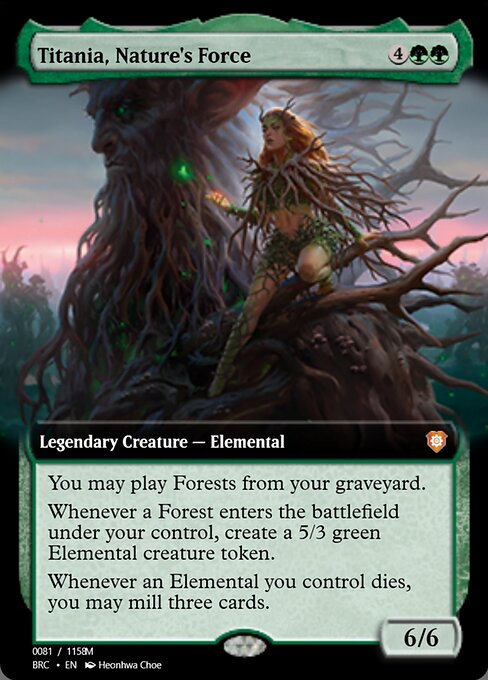 Titania, Nature's Force 4
Legendary Creature — Elemental
You may play Forests from your graveyard.
Whenever a Forest enters the battlefield
under your control, create a 5/3 green
Elemental creature token.
Whenever an Elemental you control dies,
you may mill three cards.
6/6
0081 / 1158M
BRC • EN Heonhwa Choe